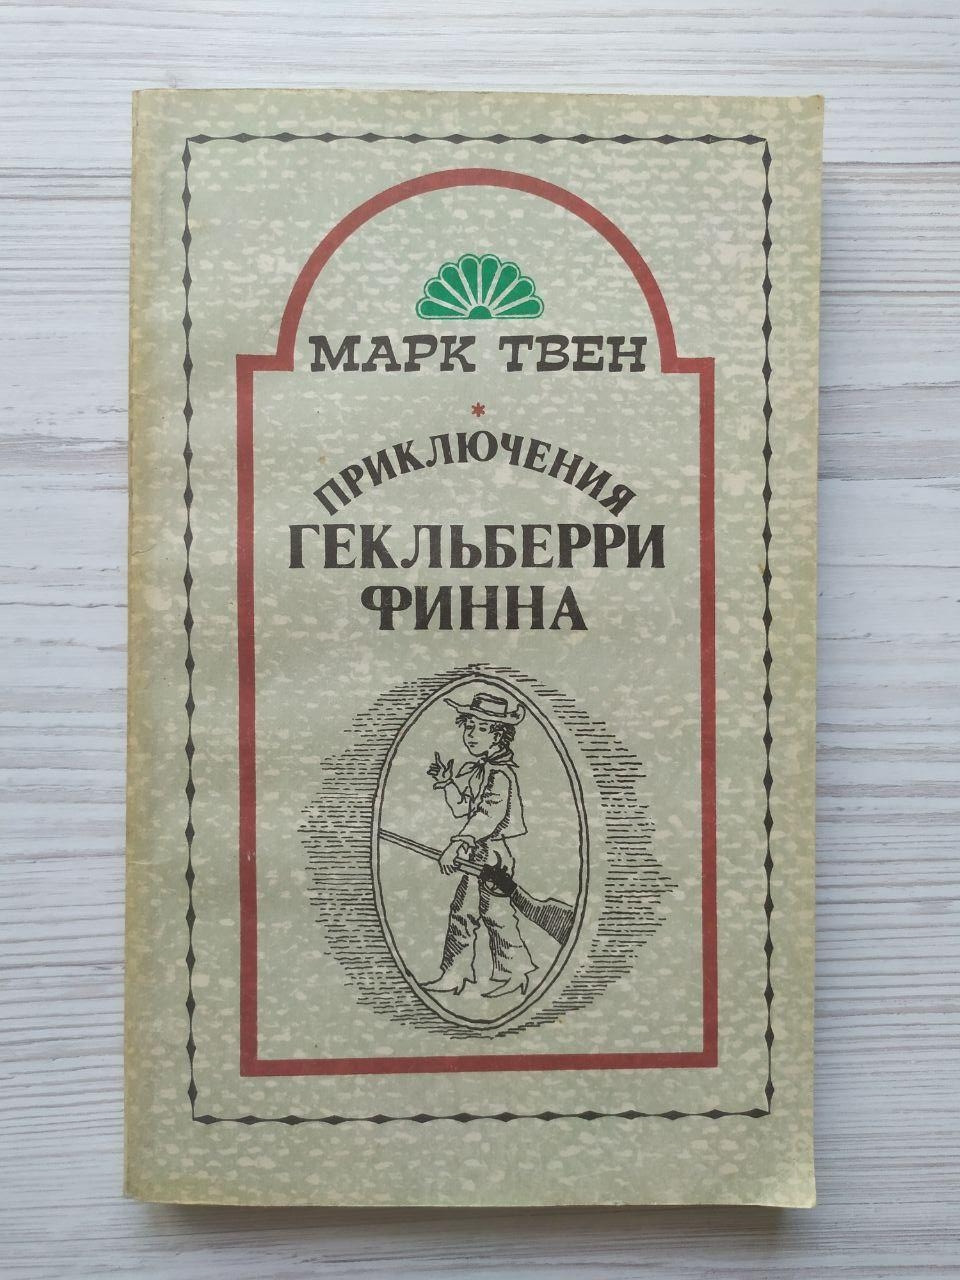 МАРК ТВЕН
*
ПРИКЛЮЧЕНИЯ
ГЕКЛЬБЕРРИ
ФИННА